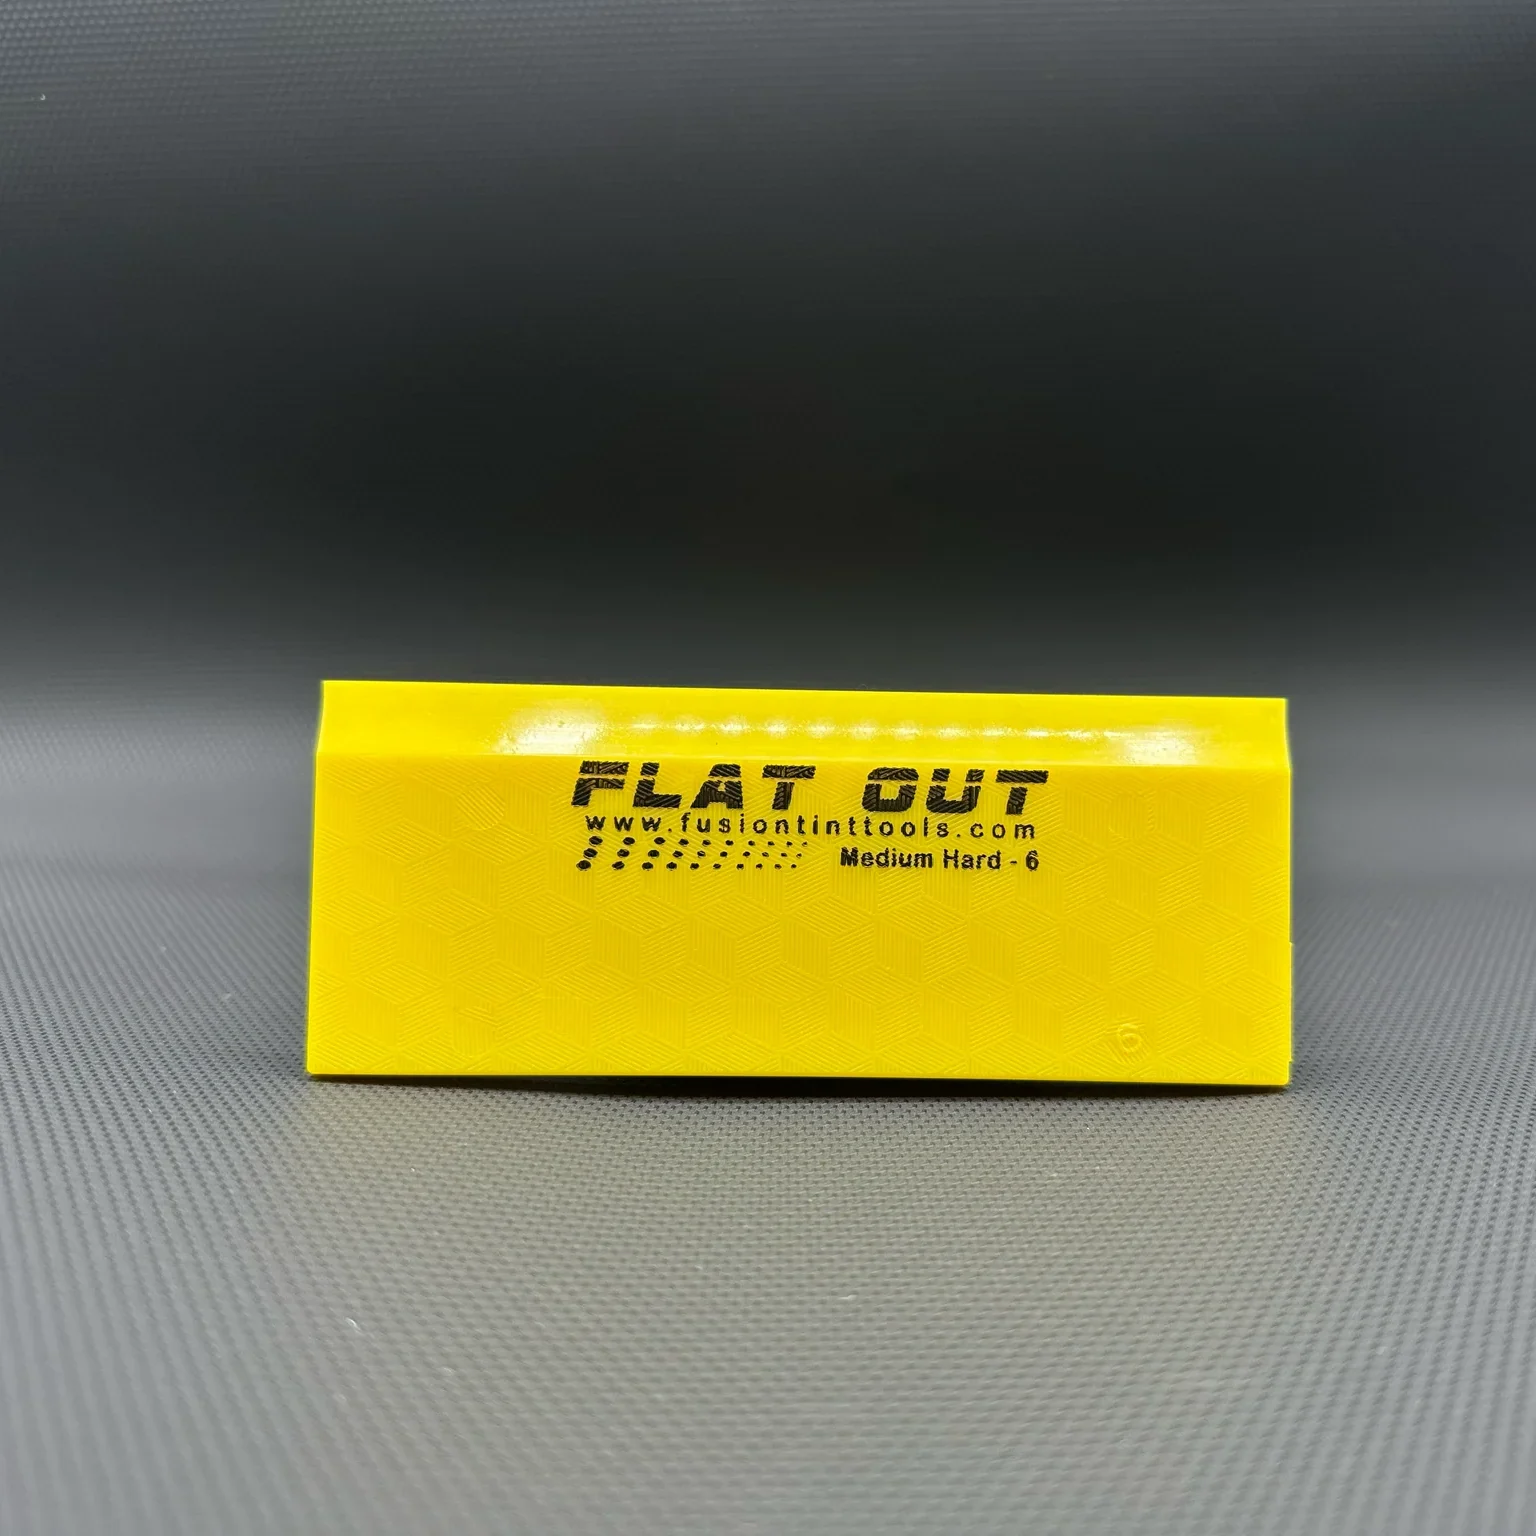 FLAT OUT
www.fusiontinttools.com
Medium Hard - 6
6